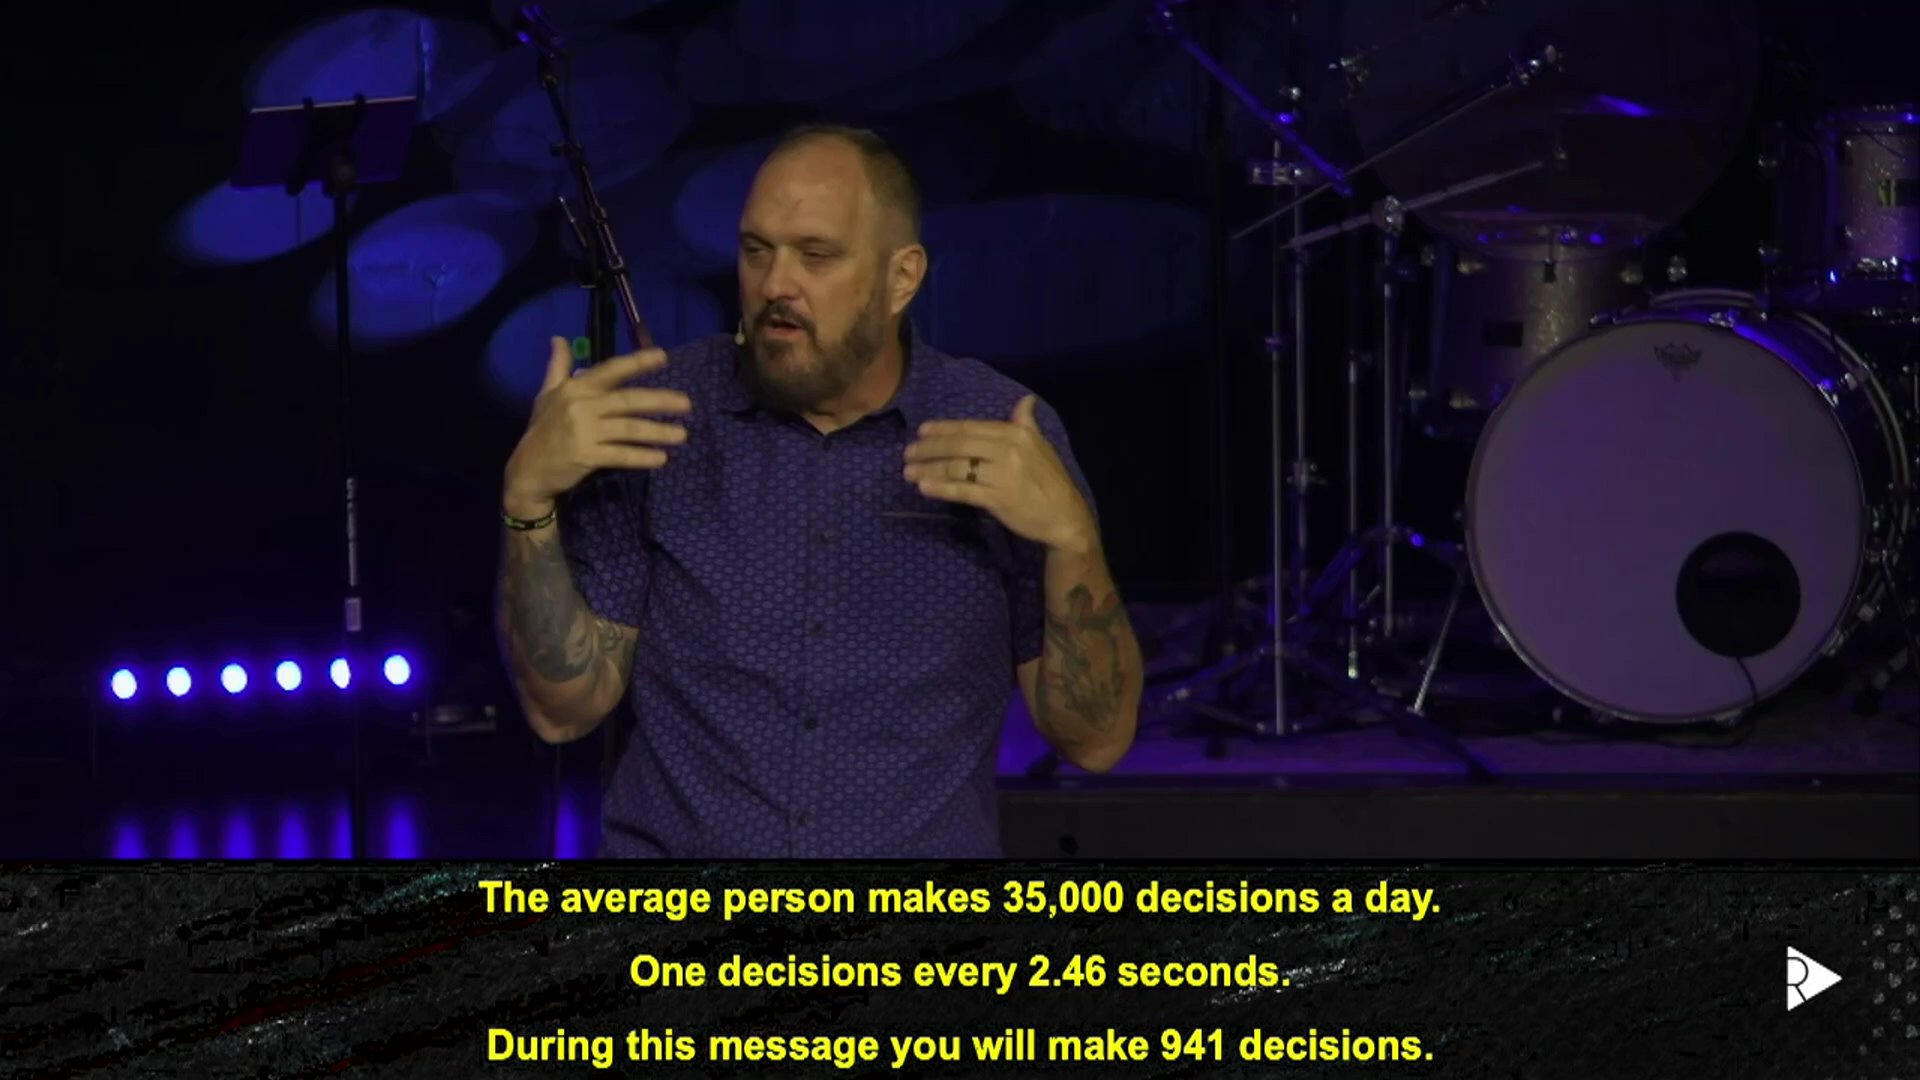 The average person makes 35,000 decisions a day.
One decisions every 2.46 seconds.
During this message you will make 941 decisions.